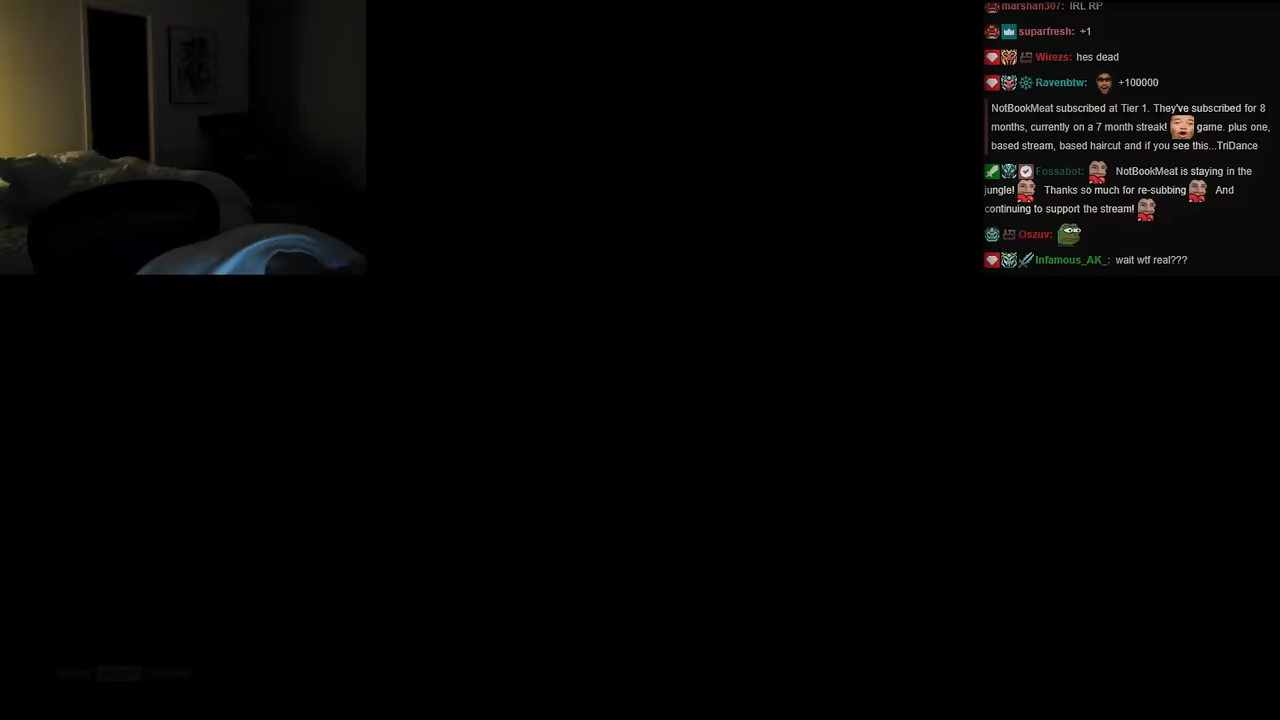 marshan307: IRL RP
suparfresh: +1
Wirezs: hes dead
Ravenbtw: +100000
NotBookMeat subscribed at Tier 1. They've subscribed for 8
months, currently on a 7 month streak! game. plus one,
based stream, based haircut and if you see this...TriDance
Fossabot: NotBookMeat is staying in the
jungle! Thanks so much for re-subbing And
continuing to support the stream!
Oszuv:
Infamous_AK_: wait wtf real???